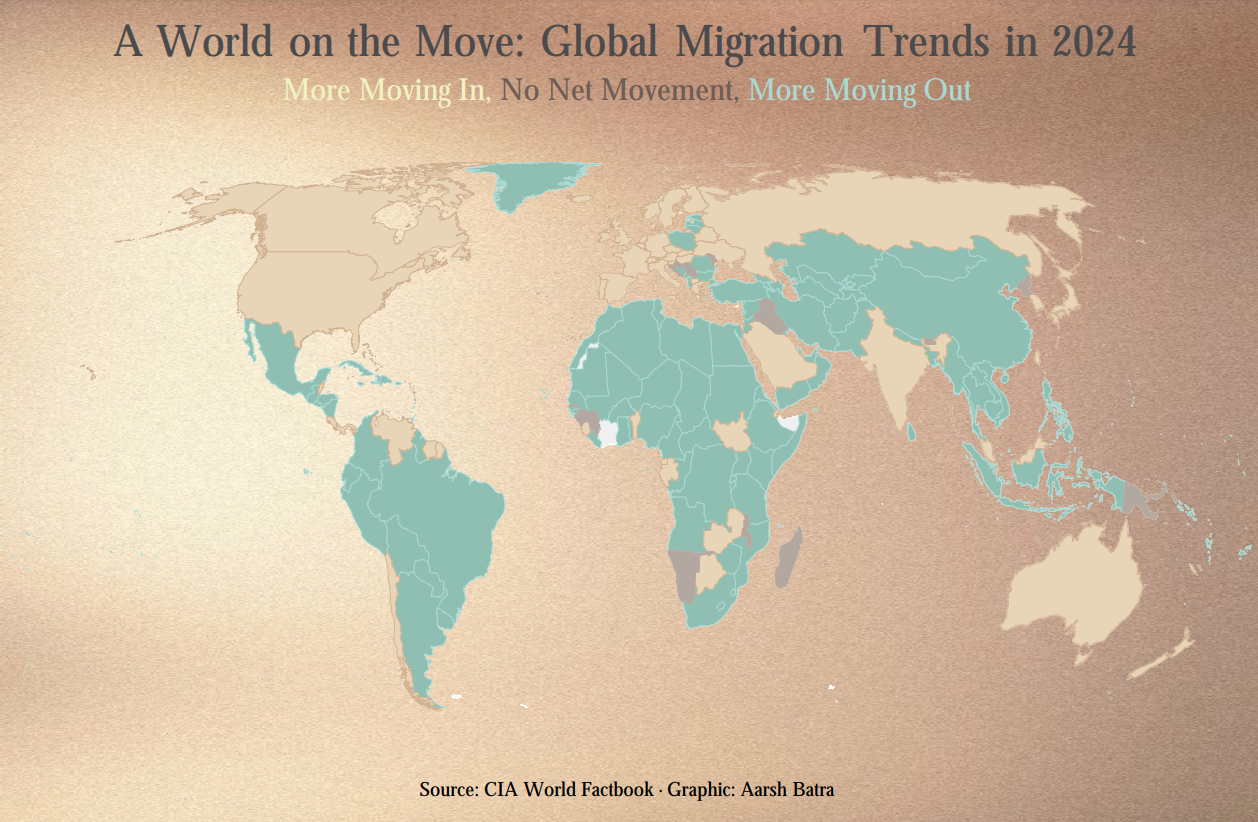 A World on the Move: Global Migration Trends in 2024
More Moving In, No Net Movement, More Moving Out
Source: CIA World Factbook · Graphic: Aarsh Batra